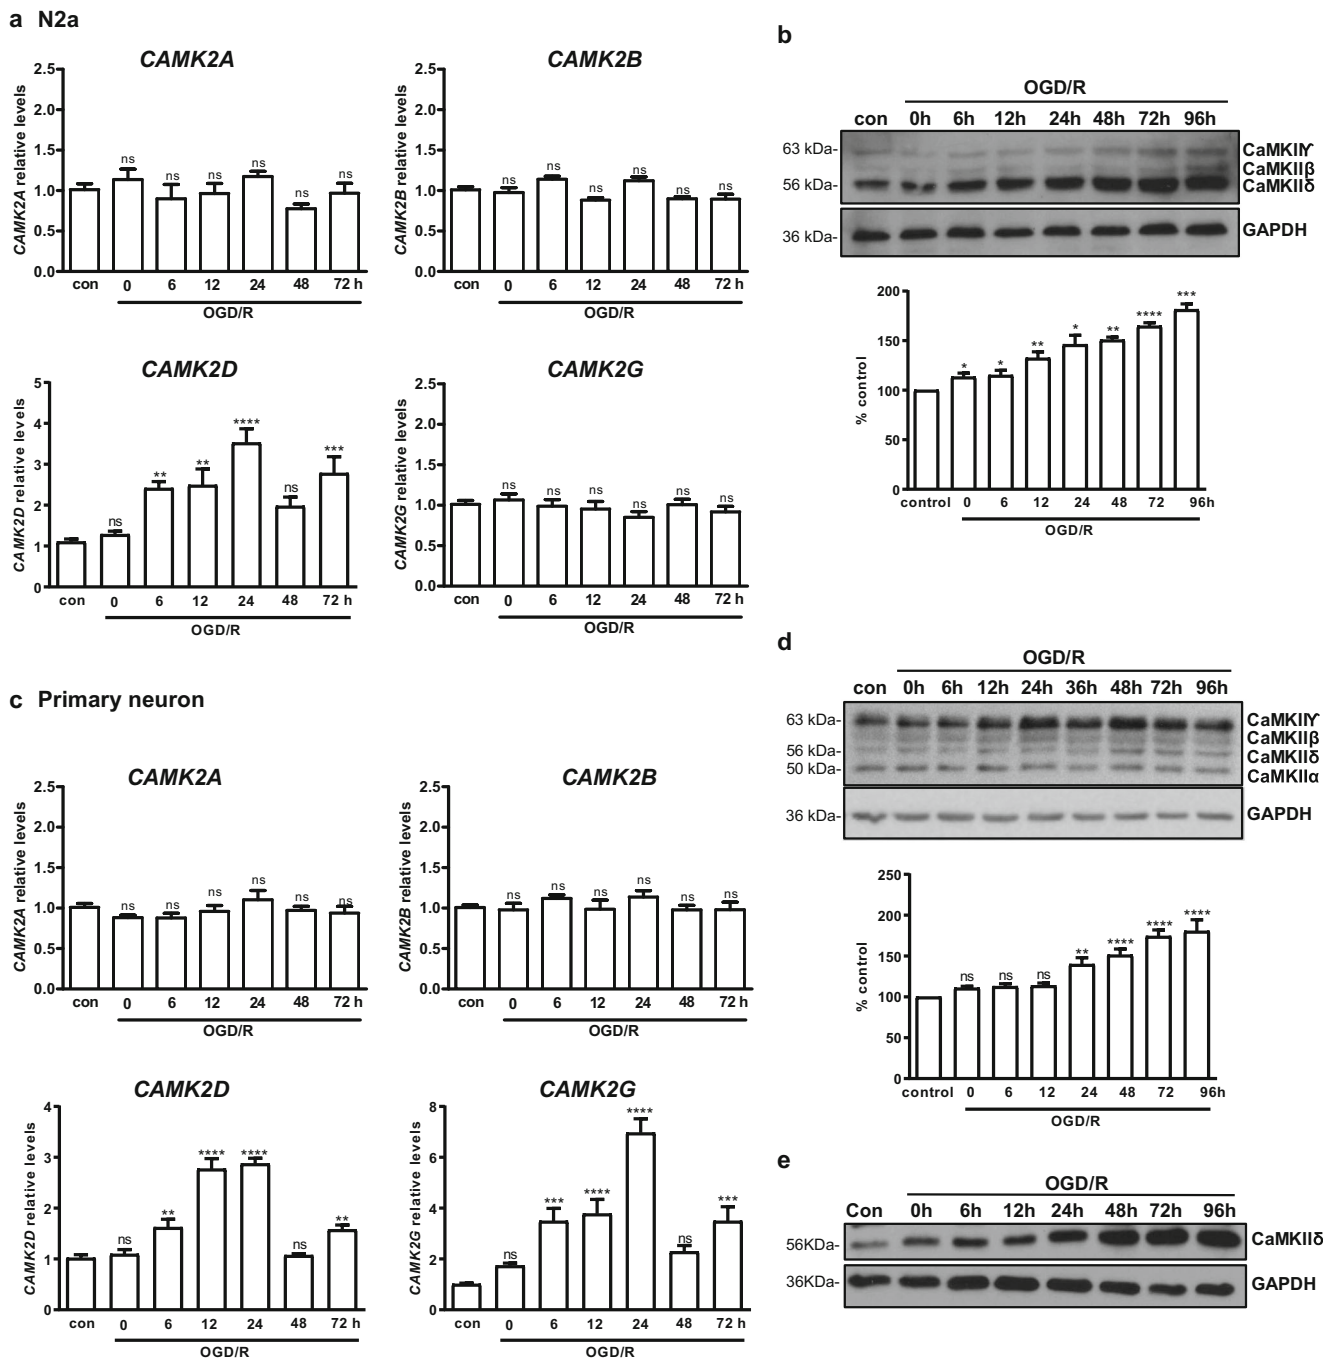 a N2a
CAMK2A
CAMK2A relative levels
2.5
2.0
1.5
1.0
0.5
0.0
ns ns ns ns ns ns
con 0 6 12 24 48 72 h
OGD/R
CAMK2B
CAMK2B relative levels
2.5
2.0
1.5
1.0
0.5
0.0
ns ns ns ns ns ns
con 0 6 12 24 48 72 h
OGD/R
CAMK2D
CAMK2D relative levels
5
4
3
2
1
0
ns ** ** **** ns ***
con 0 6 12 24 48 72 h
OGD/R
CAMK2G
CAMK2G relative levels
2.5
2.0
1.5
1.0
0.5
0.0
ns ns ns ns ns ns
con 0 6 12 24 48 72 h
OGD/R
b
OGD/R
con 0h 6h 12h 24h 48h 72h 96h
63 kDa-
56 kDa-
36 kDa-
CaMKIIϒ
CaMKIIβ
CaMKIIδ
GAPDH
% control
200
150
100
50
0
* * ** * ** **** ***
control 0 6 12 24 48 72 96h
OGD/R
c Primary neuron
CAMK2A
CAMK2A relative levels
2.5
2.0
1.5
1.0
0.5
0.0
ns ns ns ns ns ns
con 0 6 12 24 48 72 h
OGD/R
CAMK2B
CAMK2B relative levels
2.5
2.0
1.5
1.0
0.5
0.0
ns ns ns ns ns ns
con 0 6 12 24 48 72 h
OGD/R
CAMK2D
CAMK2D relative levels
4
3
2
1
0
ns ** **** **** ns **
con 0 6 12 24 48 72 h
OGD/R
CAMK2G
CAMK2G relative levels
8
6
4
2
0
ns *** **** **** ns ***
con 0 6 12 24 48 72 h
OGD/R
d
OGD/R
con 0h 6h 12h 24h 36h 48h 72h 96h
63 kDa-
56 kDa-
50 kDa-
36 kDa-
CaMKIIϒ
CaMKIIβ
CaMKIIδ
CaMKIIα
GAPDH
% control
250
200
150
100
50
0
ns ns ns ** **** **** ****
control 0 6 12 24 48 72 96h
OGD/R
e
OGD/R
Con 0h 6h 12h 24h 48h 72h 96h
56KDa-
36KDa-
CaMKIIδ
GAPDH